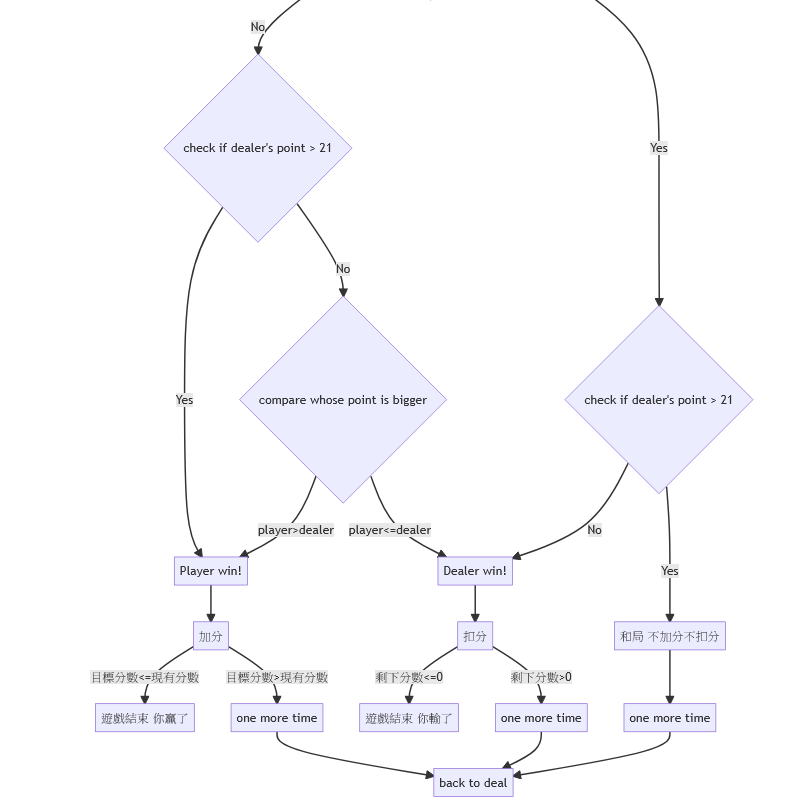 No
Yes
check if dealer's point > 21
No
Yes
compare whose point is bigger
check if dealer's point > 21
player>dealer
player<=dealer
No
Player win!
Dealer win!
Yes
加分
扣分
和局 不加分不扣分
目標分數<=現有分數
目標分數>現有分數
剩下分數<=0
剩下分數>0
遊戲結束 你贏了
one more time
遊戲結束 你輸了
one more time
one more time
back to deal